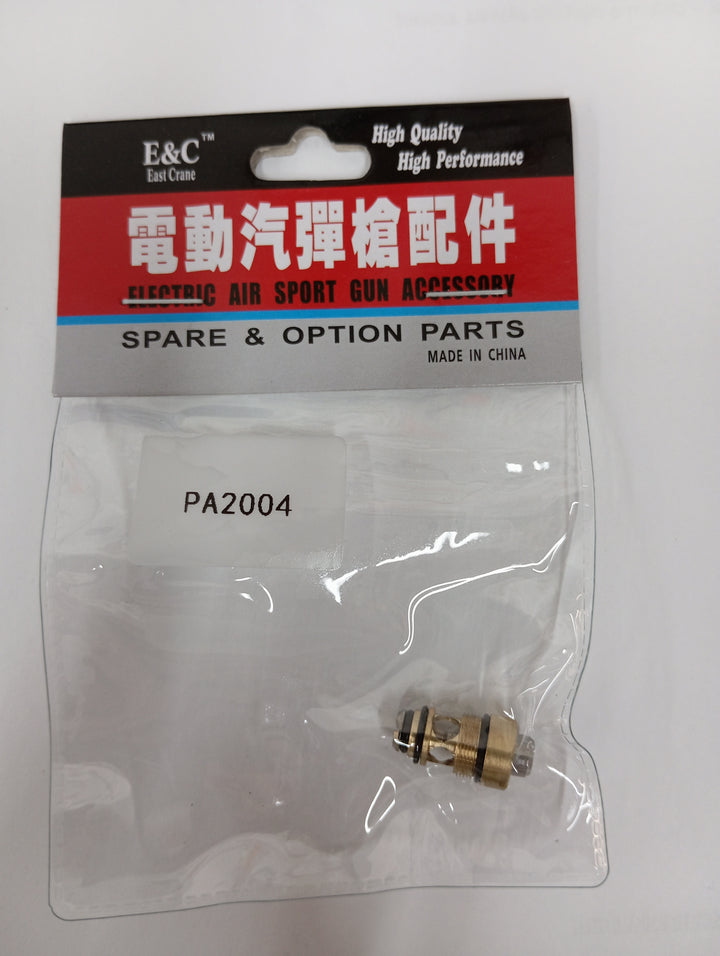 E&C™
East Crane
High Quality
High Performance
電動汽彈槍配件
ELECTRIC AIR SPORT GUN ACCESSORY
SPARE & OPTION PARTS
MADE IN CHINA
PA2004